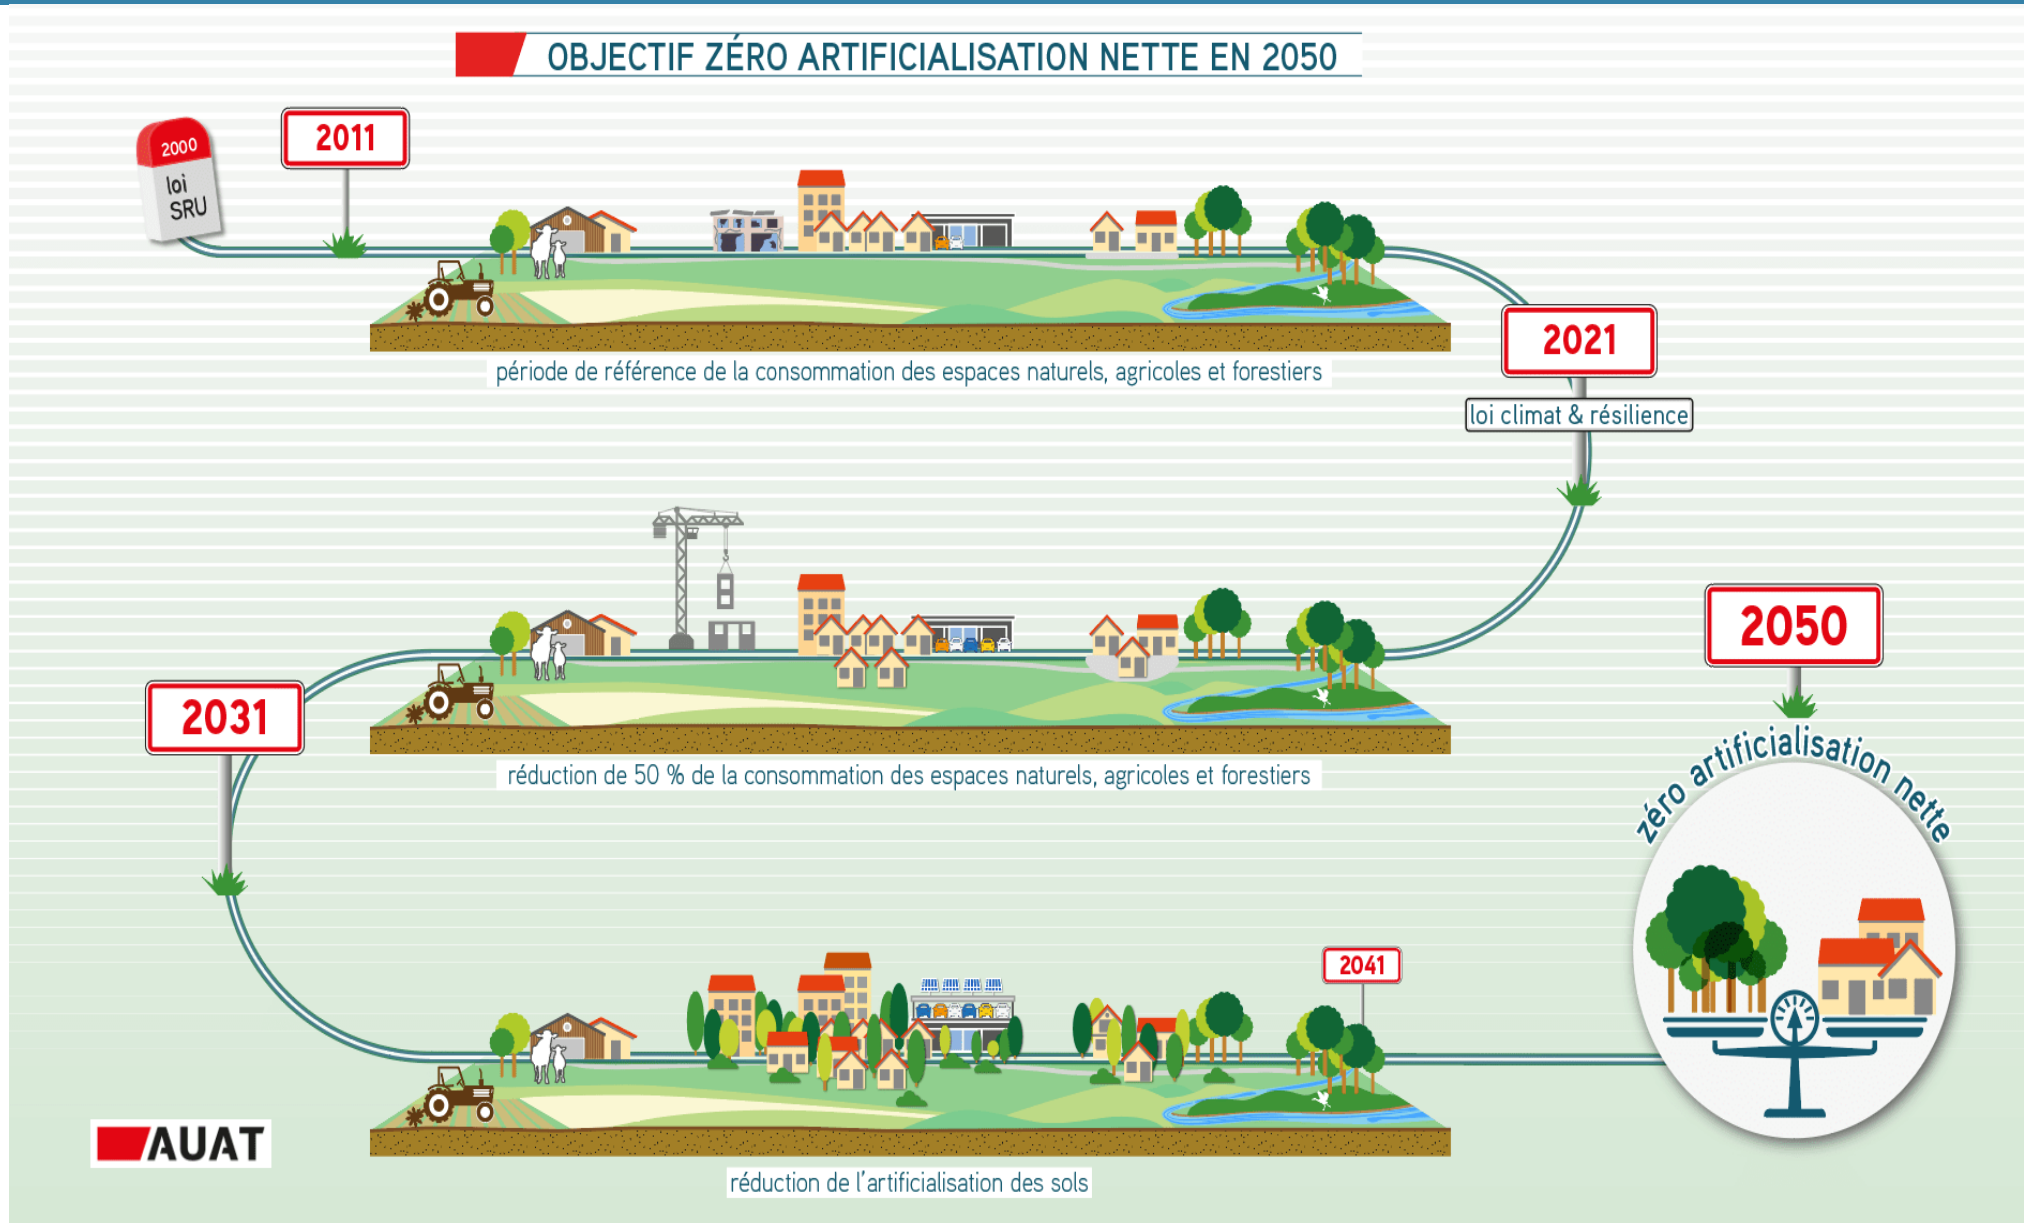 OBJECTIF ZÉRO ARTIFICIALISATION NETTE EN 2050
2000
loi
SRU
2011
période de référence de la consommation des espaces naturels, agricoles et forestiers
2021
loi climat & résilience
2031
réduction de 50 % de la consommation des espaces naturels, agricoles et forestiers
2050
zéro artificialisation nette
2041
réduction de l'artificialisation des sols
AUAT